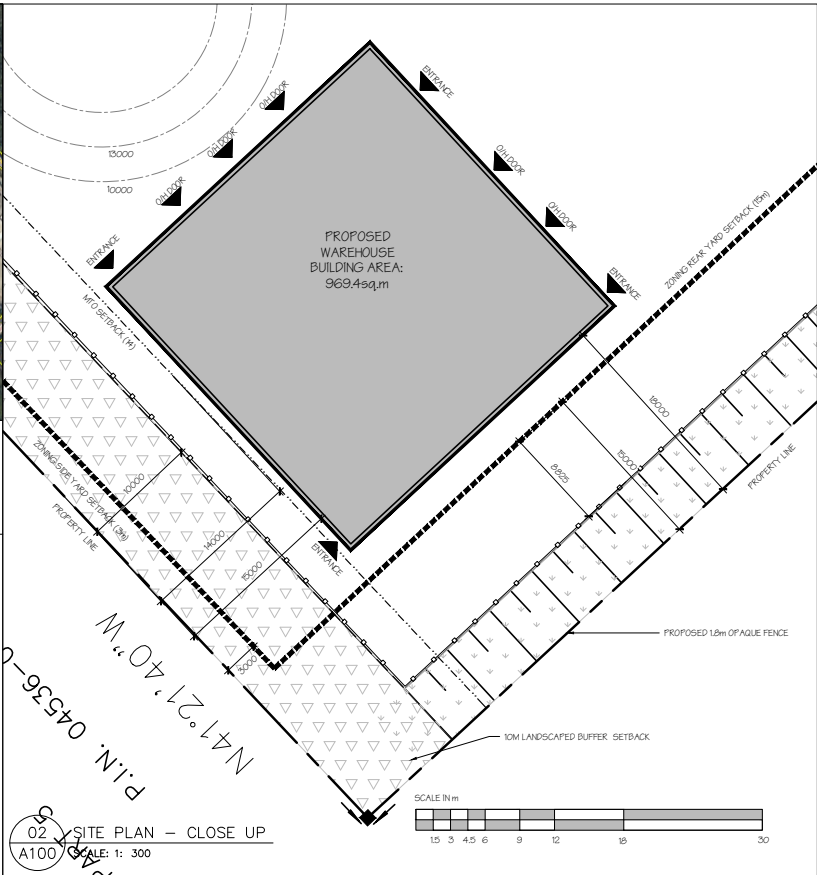 13000
10000
ENTRANCE
O/H DOOR
O/H DOOR
O/H DOOR
ENTRANCE
O/H DOOR
O/H DOOR
ENTRANCE
ENTRANCE
PROPOSED
WAREHOUSE
BUILDING AREA:
969.4sq.m
MTO SETBACK (14)
ZONING REAR YARD SETBACK (15m)
ZONING SIDE YARD SETBACK (3m)
PROPERTY LINE
10000
14000
15000
3000
18000
15000
8825
PROPERTY LINE
PROPOSED 1.8m OPAQUE FENCE
10M LANDSCAPED BUFFER SETBACK
N41°21'40"W
P.I.N. 04536-0
SCALE IN m
1.5 3 4.5 6 9 12 18 30
02
A100
SITE PLAN - CLOSE UP
SCALE: 1: 300